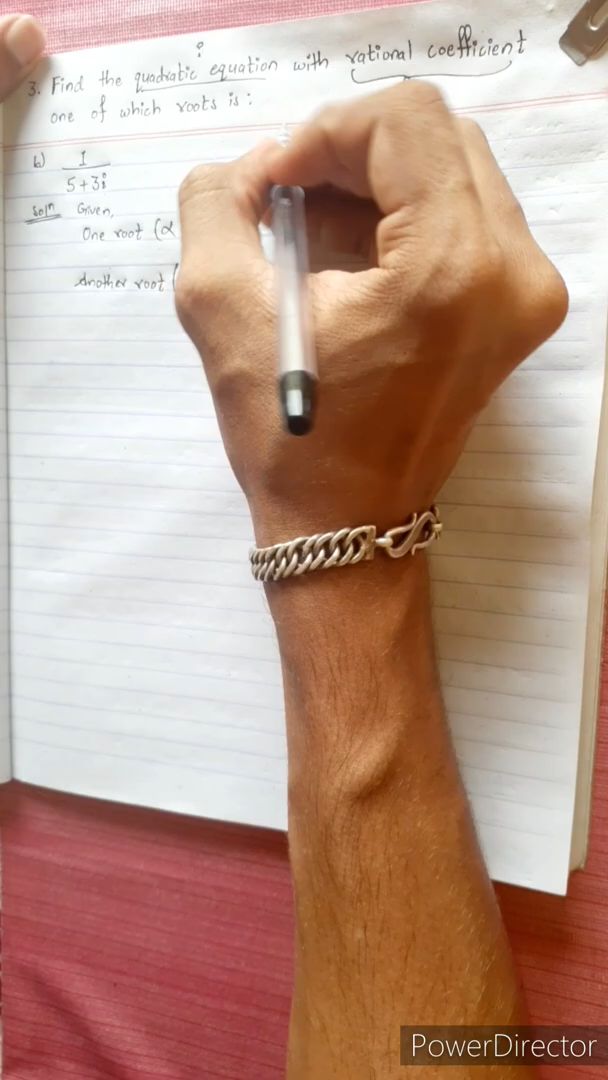 3. Find the quadratic equation with rational coefficient
one of which roots is :
b) 1
5+3i
Soln Given,
One root (α
Another root (
PowerDirector